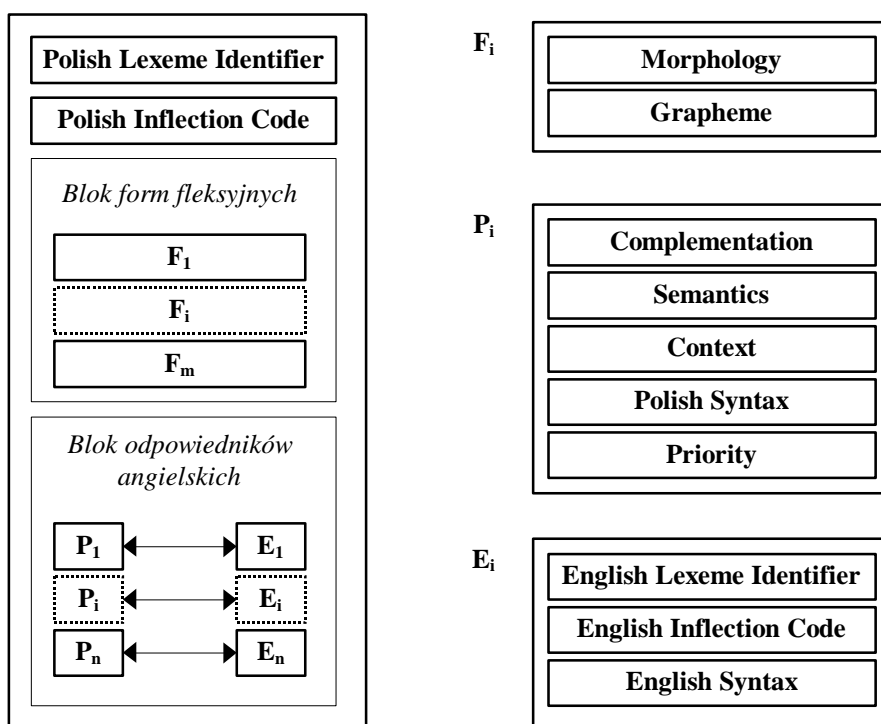 Polish Lexeme Identifier
Polish Inflection Code
Blok form fleksyjnych
F1
Fi
Fm
Blok odpowiedników
angielskich
P1 E1
Pi Ei
Pn En
Fi
Morphology
Grapheme
Pi
Complementation
Semantics
Context
Polish Syntax
Priority
Ei
English Lexeme Identifier
English Inflection Code
English Syntax